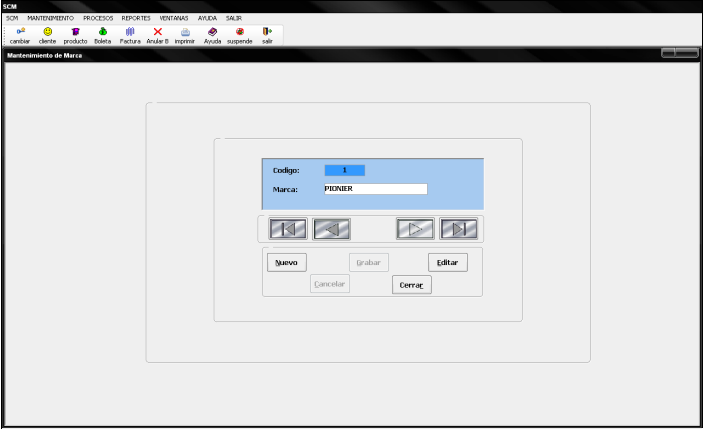 SCM
SCM MANTENIMIENTO PROCESOS REPORTES VENTANAS AYUDA SALIR
cambiar cliente producto Boleta Factura Anular B imprimir Ayuda suspende salir
Mantenimiento de Marca
Codigo: 1
Marca: PIONIER
Nuevo Grabar Editar
Cancelar Cerrar